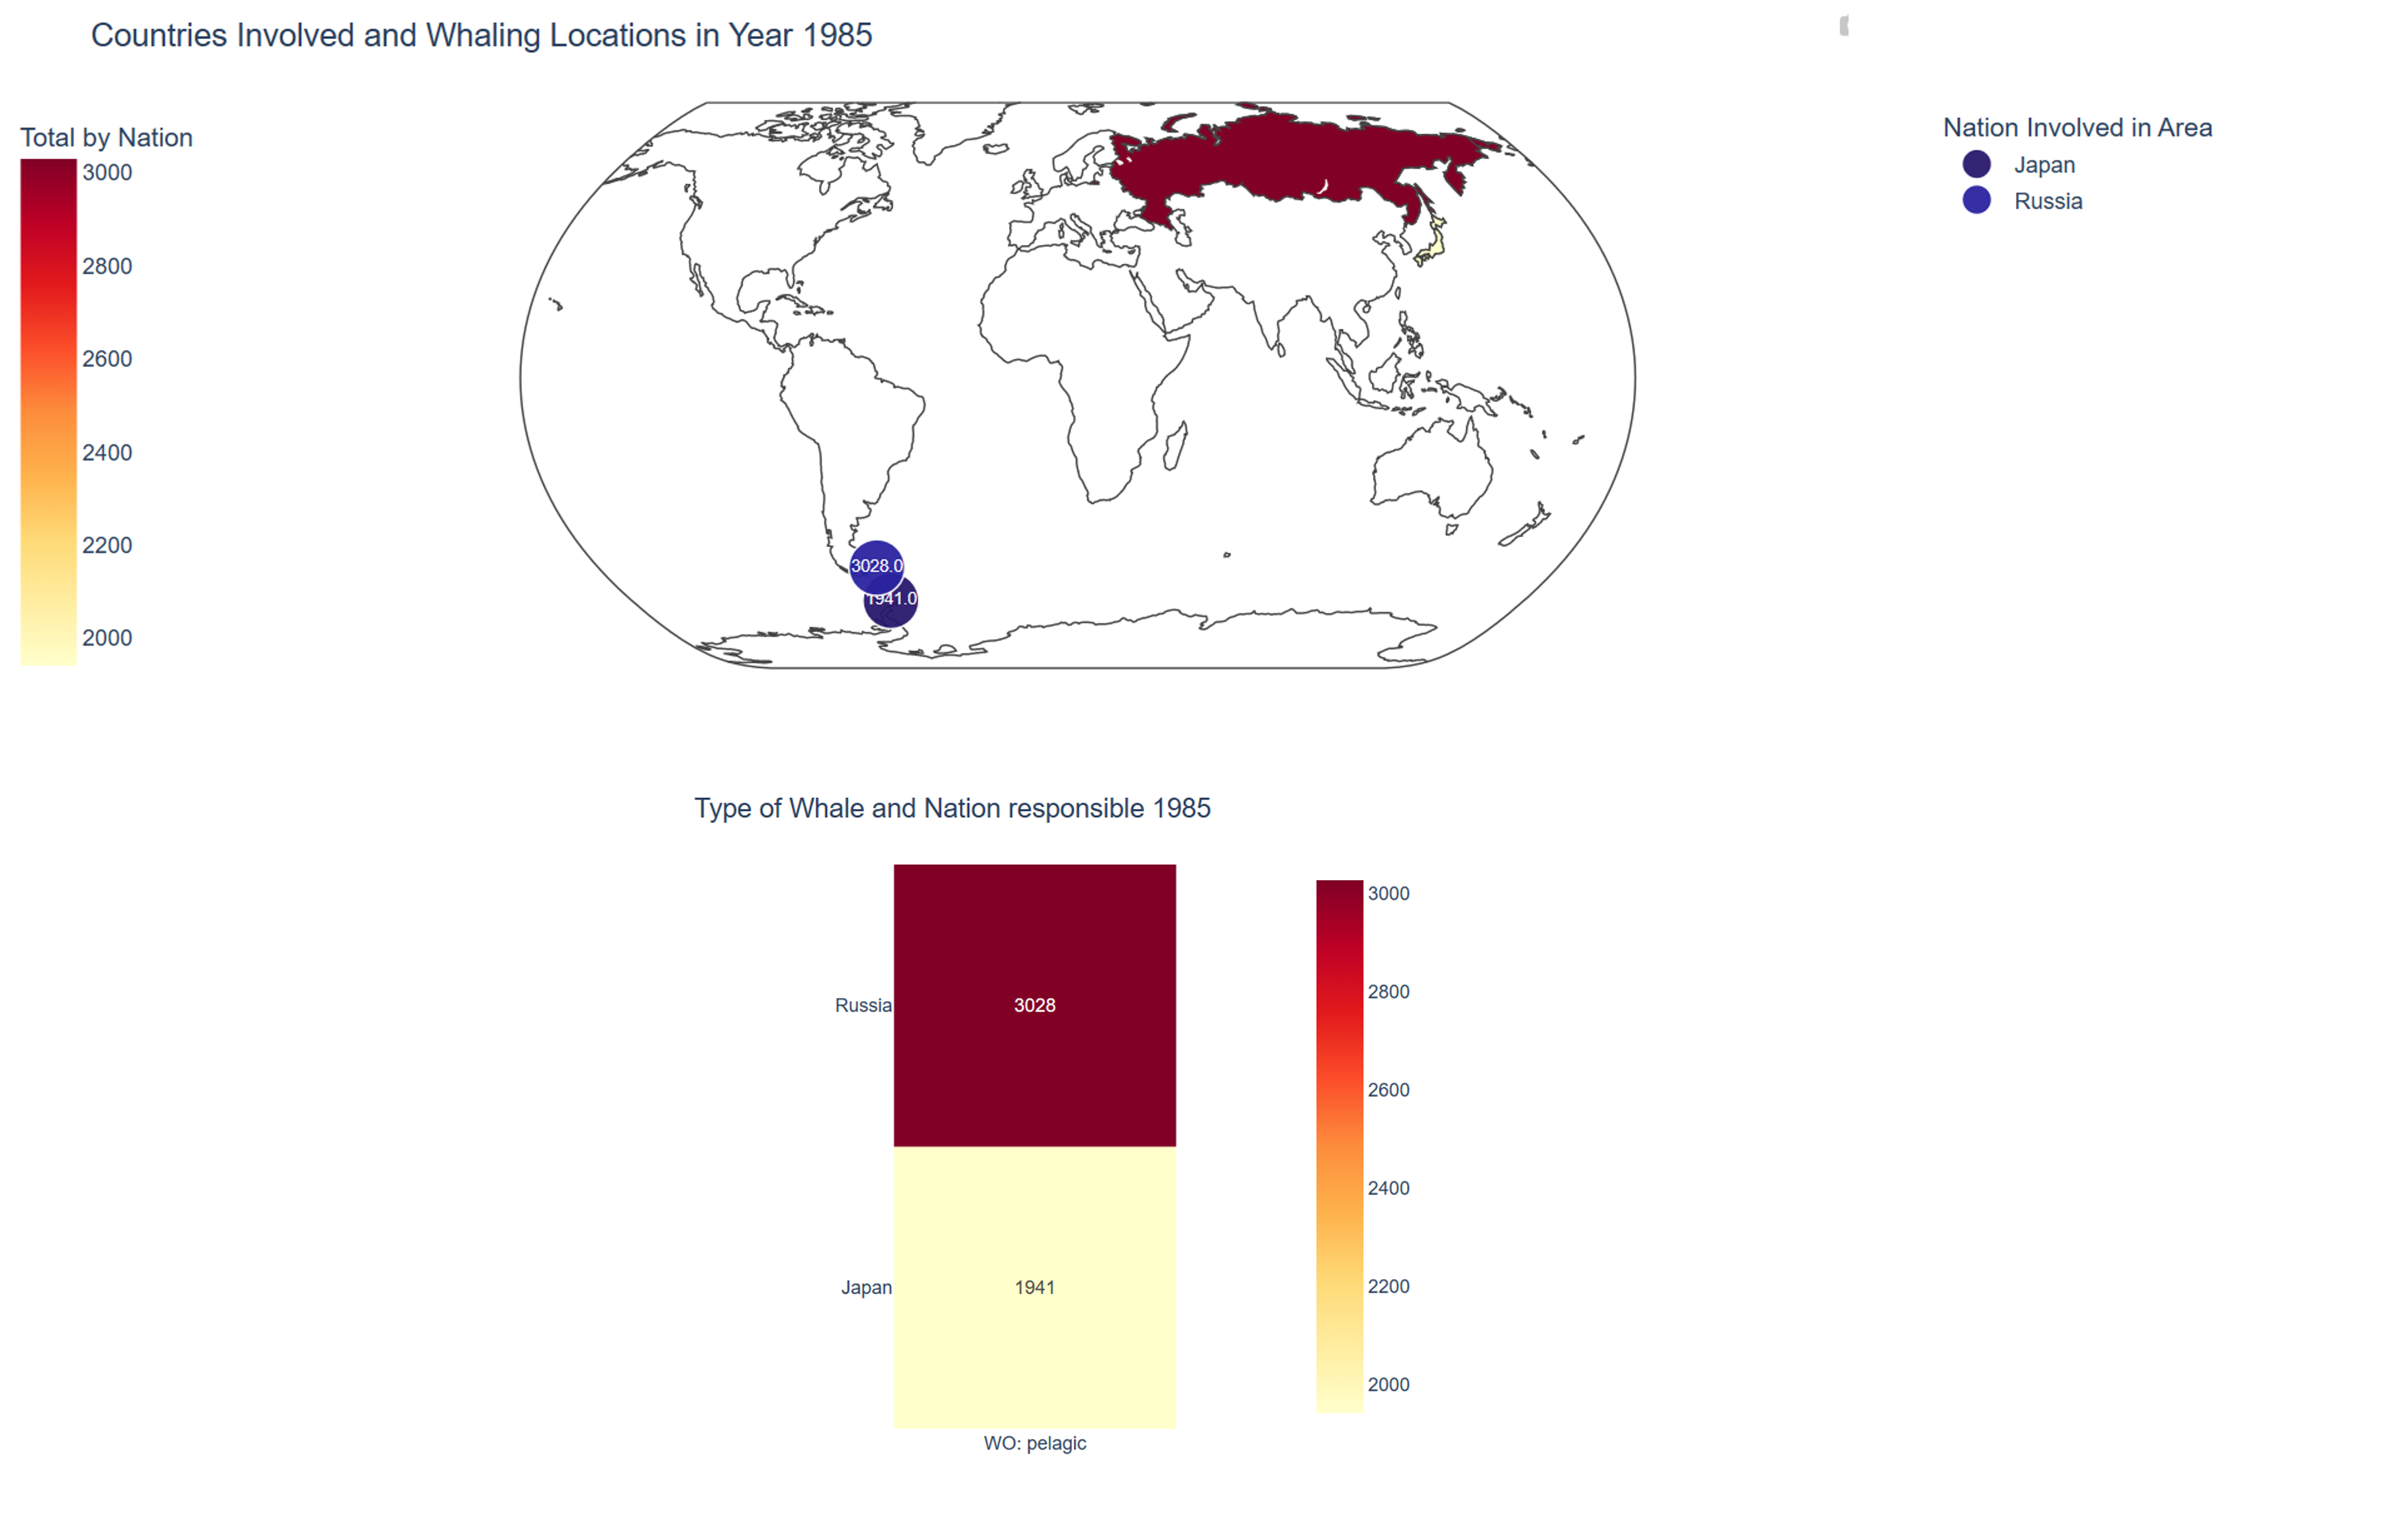 Countries Involved and Whaling Locations in Year 1985
Total by Nation
3000
2800
2600
2400
2200
2000
3028.0
1941.0
Nation Involved in Area
Japan
Russia
Type of Whale and Nation responsible 1985
Russia
3028
Japan
1941
WO: pelagic
3000
2800
2600
2400
2200
2000